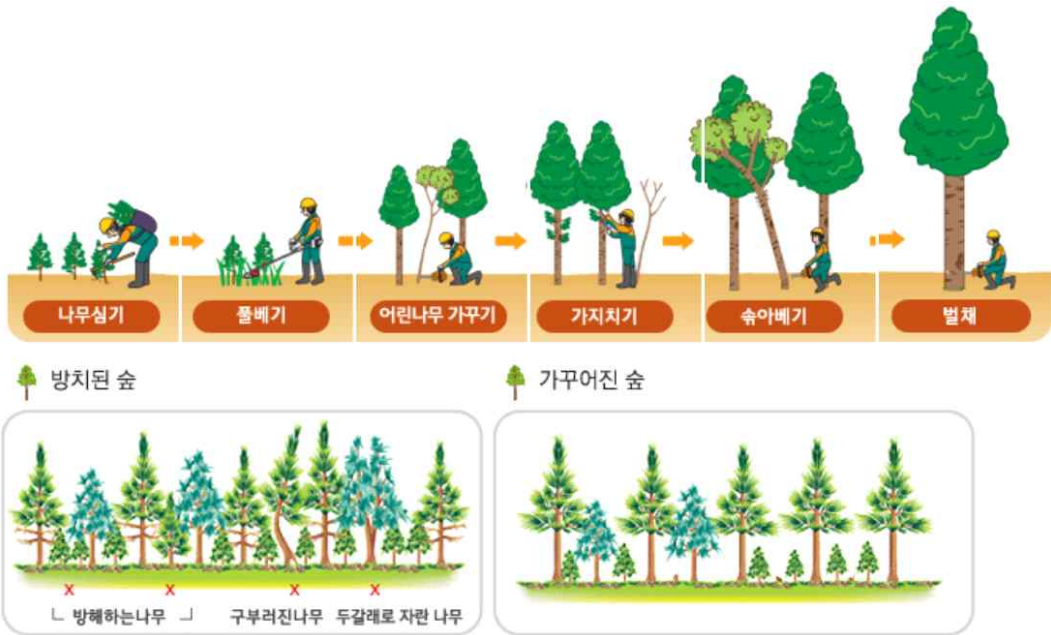 나무심기
풀베기
어린나무 가꾸기
가지치기
솎아베기
벌채
방치된 숲
가꾸어진 숲
x x x x
방해하는나무 구부러진나무 두갈래로 자란 나무